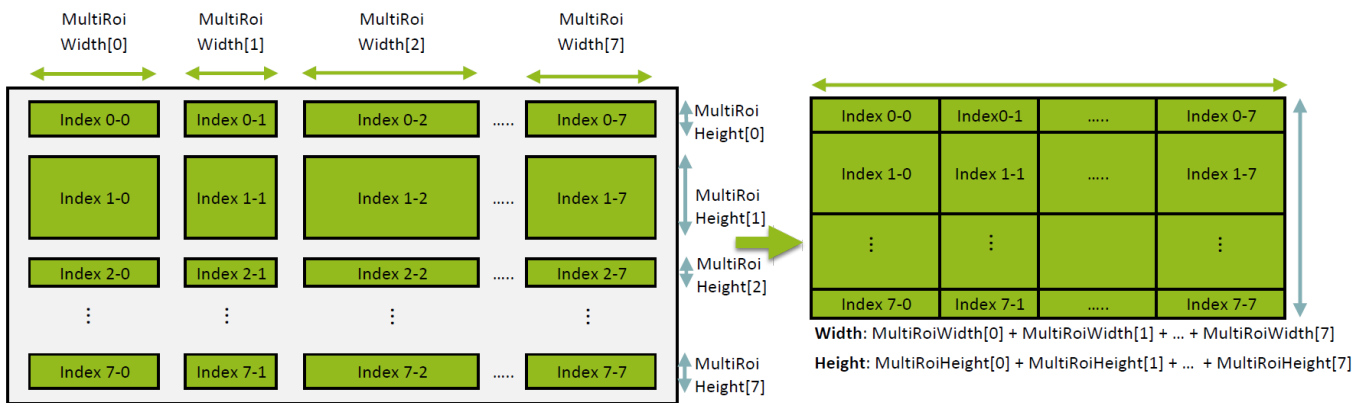 MultiRoi
Width[0]
MultiRoi
Width[1]
MultiRoi
Width[2]
MultiRoi
Width[7]
Index 0-0
Index 0-1
Index 0-2
.....
Index 0-7
MultiRoi
Height[0]
Index 1-0
Index 1-1
Index 1-2
.....
Index 1-7
MultiRoi
Height[1]
Index 2-0
Index 2-1
Index 2-2
.....
Index 2-7
MultiRoi
Height[2]
⋮
⋮
⋮
⋮
Index 7-0
Index 7-1
Index 7-2
.....
Index 7-7
MultiRoi
Height[7]
Index 0-0
Index0-1
.....
Index 0-7
Index 1-0
Index 1-1
.....
Index 1-7
⋮
⋮
⋮
Index 7-0
Index 7-1
.....
Index 7-7
Width: MultiRoiWidth[0] + MultiRoiWidth[1] + ... + MultiRoiWidth[7]
Height: MultiRoiHeight[0] + MultiRoiHeight[1] + ... + MultiRoiHeight[7]